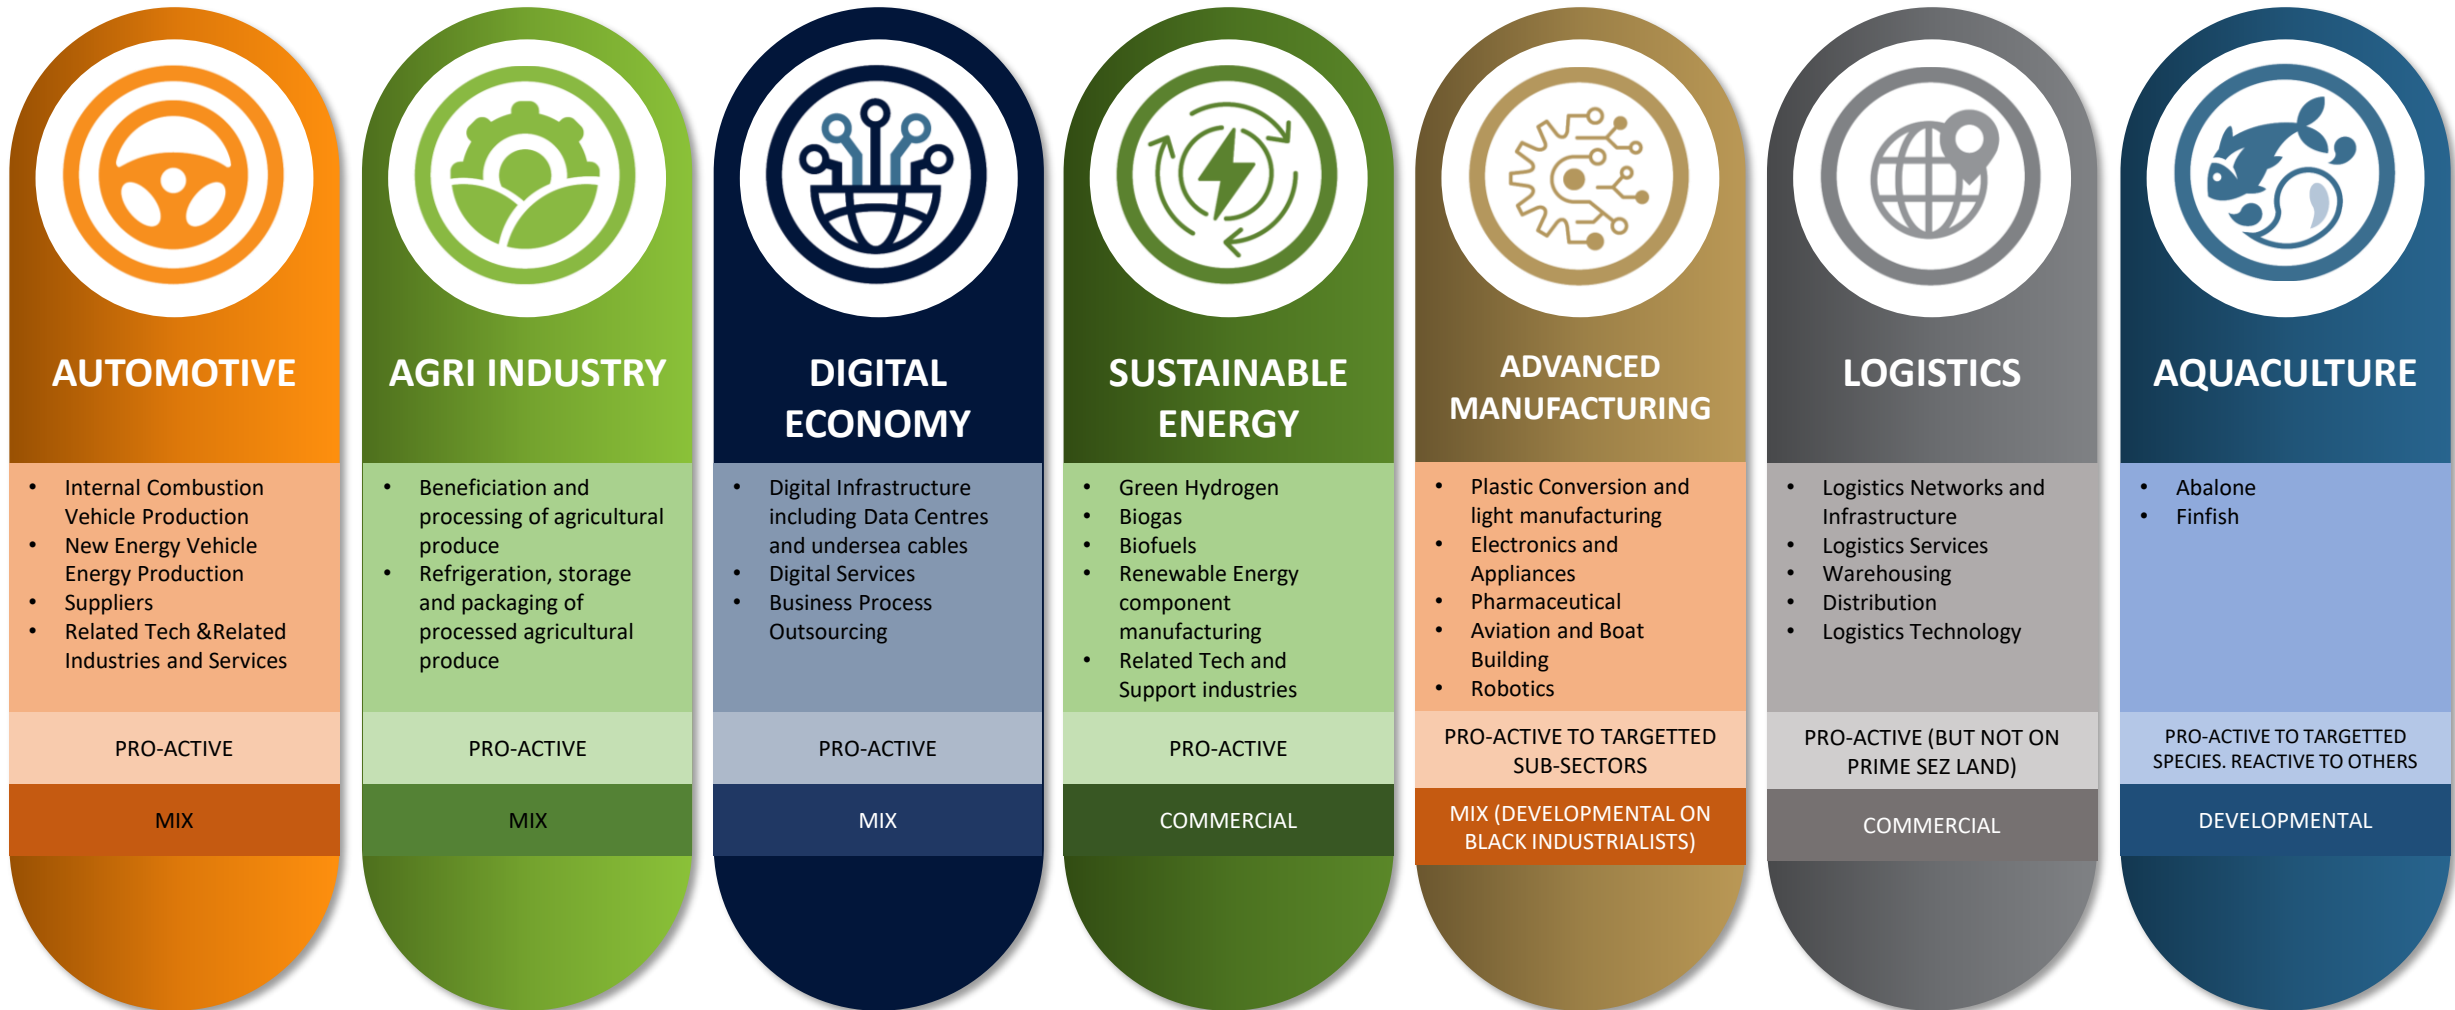 AUTOMOTIVE
• Internal Combustion
Vehicle Production
• New Energy Vehicle
Energy Production
• Suppliers
• Related Tech &Related
Industries and Services
PRO-ACTIVE
MIX
AGRI INDUSTRY
• Beneficiation and
processing of agricultural
produce
• Refrigeration, storage
and packaging of
processed agricultural
produce
PRO-ACTIVE
MIX
DIGITAL
ECONOMY
• Digital Infrastructure
including Data Centres
and undersea cables
• Digital Services
• Business Process
Outsourcing
PRO-ACTIVE
MIX
SUSTAINABLE
ENERGY
• Green Hydrogen
• Biogas
• Biofuels
• Renewable Energy
component
manufacturing
• Related Tech and
Support industries
PRO-ACTIVE
COMMERCIAL
ADVANCED
MANUFACTURING
• Plastic Conversion and
light manufacturing
• Electronics and
Appliances
• Pharmaceutical
• Aviation and Boat
Building
• Robotics
PRO-ACTIVE TO TARGETTED
SUB-SECTORS
MIX (DEVELOPMENTAL ON
BLACK INDUSTRIALISTS)
LOGISTICS
• Logistics Networks and
Infrastructure
• Logistics Services
• Warehousing
• Distribution
• Logistics Technology
PRO-ACTIVE (BUT NOT ON
PRIME SEZ LAND)
COMMERCIAL
AQUACULTURE
• Abalone
• Finfish
PRO-ACTIVE TO TARGETTED
SPECIES. REACTIVE TO OTHERS
DEVELOPMENTAL